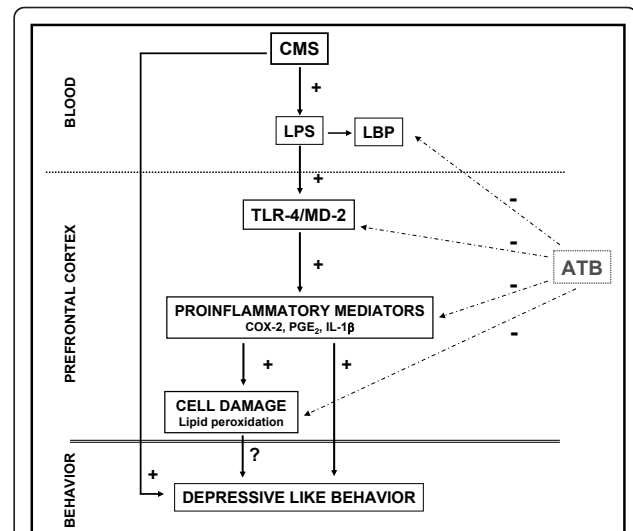 CMS
+
BLOOD
LPS
LBP
+
-
TLR-4/MD-2
-
ATB
+
-
PREFRONTAL CORTEX
PROINFLAMMATORY MEDIATORS
COX-2, PGE₂, IL-1β
-
+
+
CELL DAMAGE
Lipid peroxidation
?
+
BEHAVIOR
DEPRESSIVE LIKE BEHAVIOR